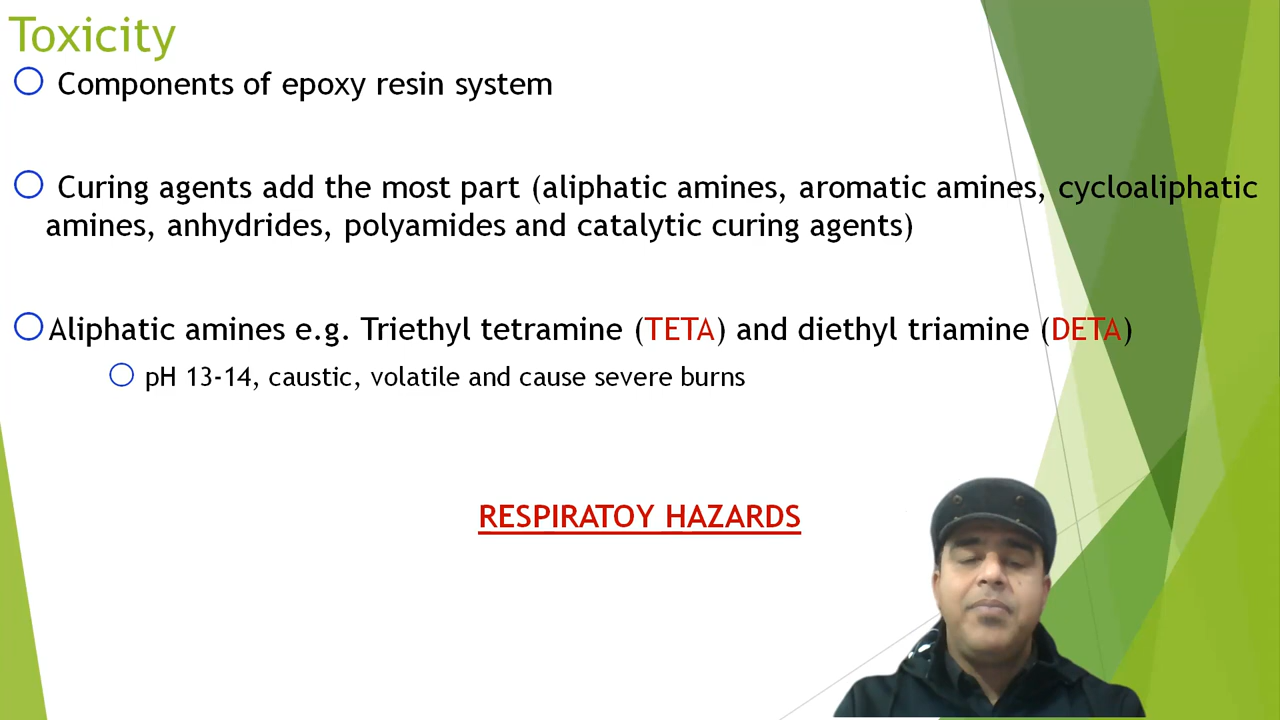 Toxicity
Components of epoxy resin system
Curing agents add the most part (aliphatic amines, aromatic amines, cycloaliphatic
amines, anhydrides, polyamides and catalytic curing agents)
Aliphatic amines e.g. Triethyl tetramine (TETA) and diethyl triamine (DETA)
pH 13-14, caustic, volatile and cause severe burns
RESPIRATOY HAZARDS